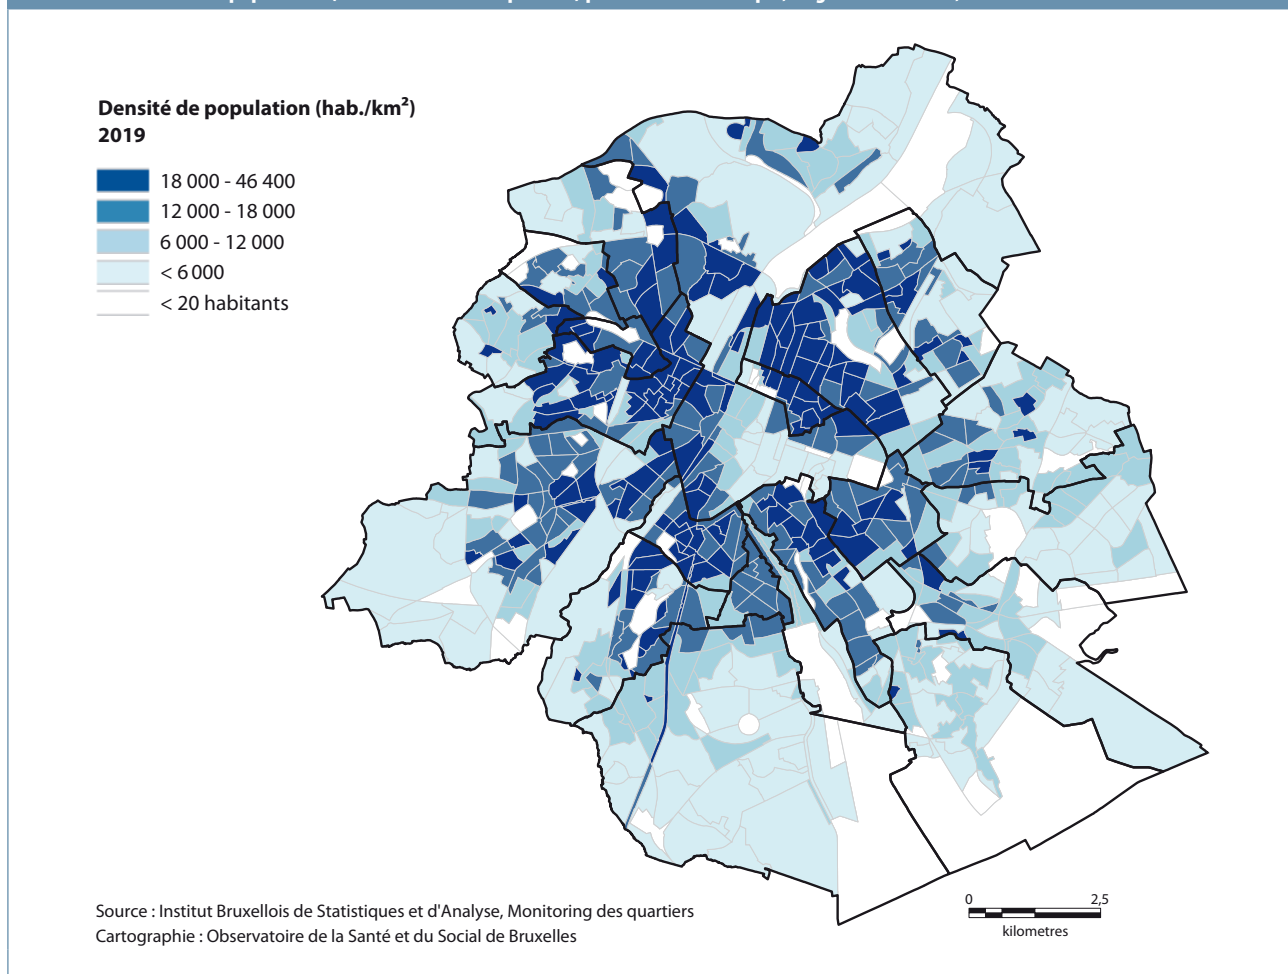 Densité de population (hab./km²)
2019
18 000 - 46 400
12 000 - 18 000
6 000 - 12 000
< 6 000
< 20 habitants
Source : Institut Bruxellois de Statistiques et d'Analyse, Monitoring des quartiers
Cartographie : Observatoire de la Santé et du Social de Bruxelles
0 2,5
kilometres